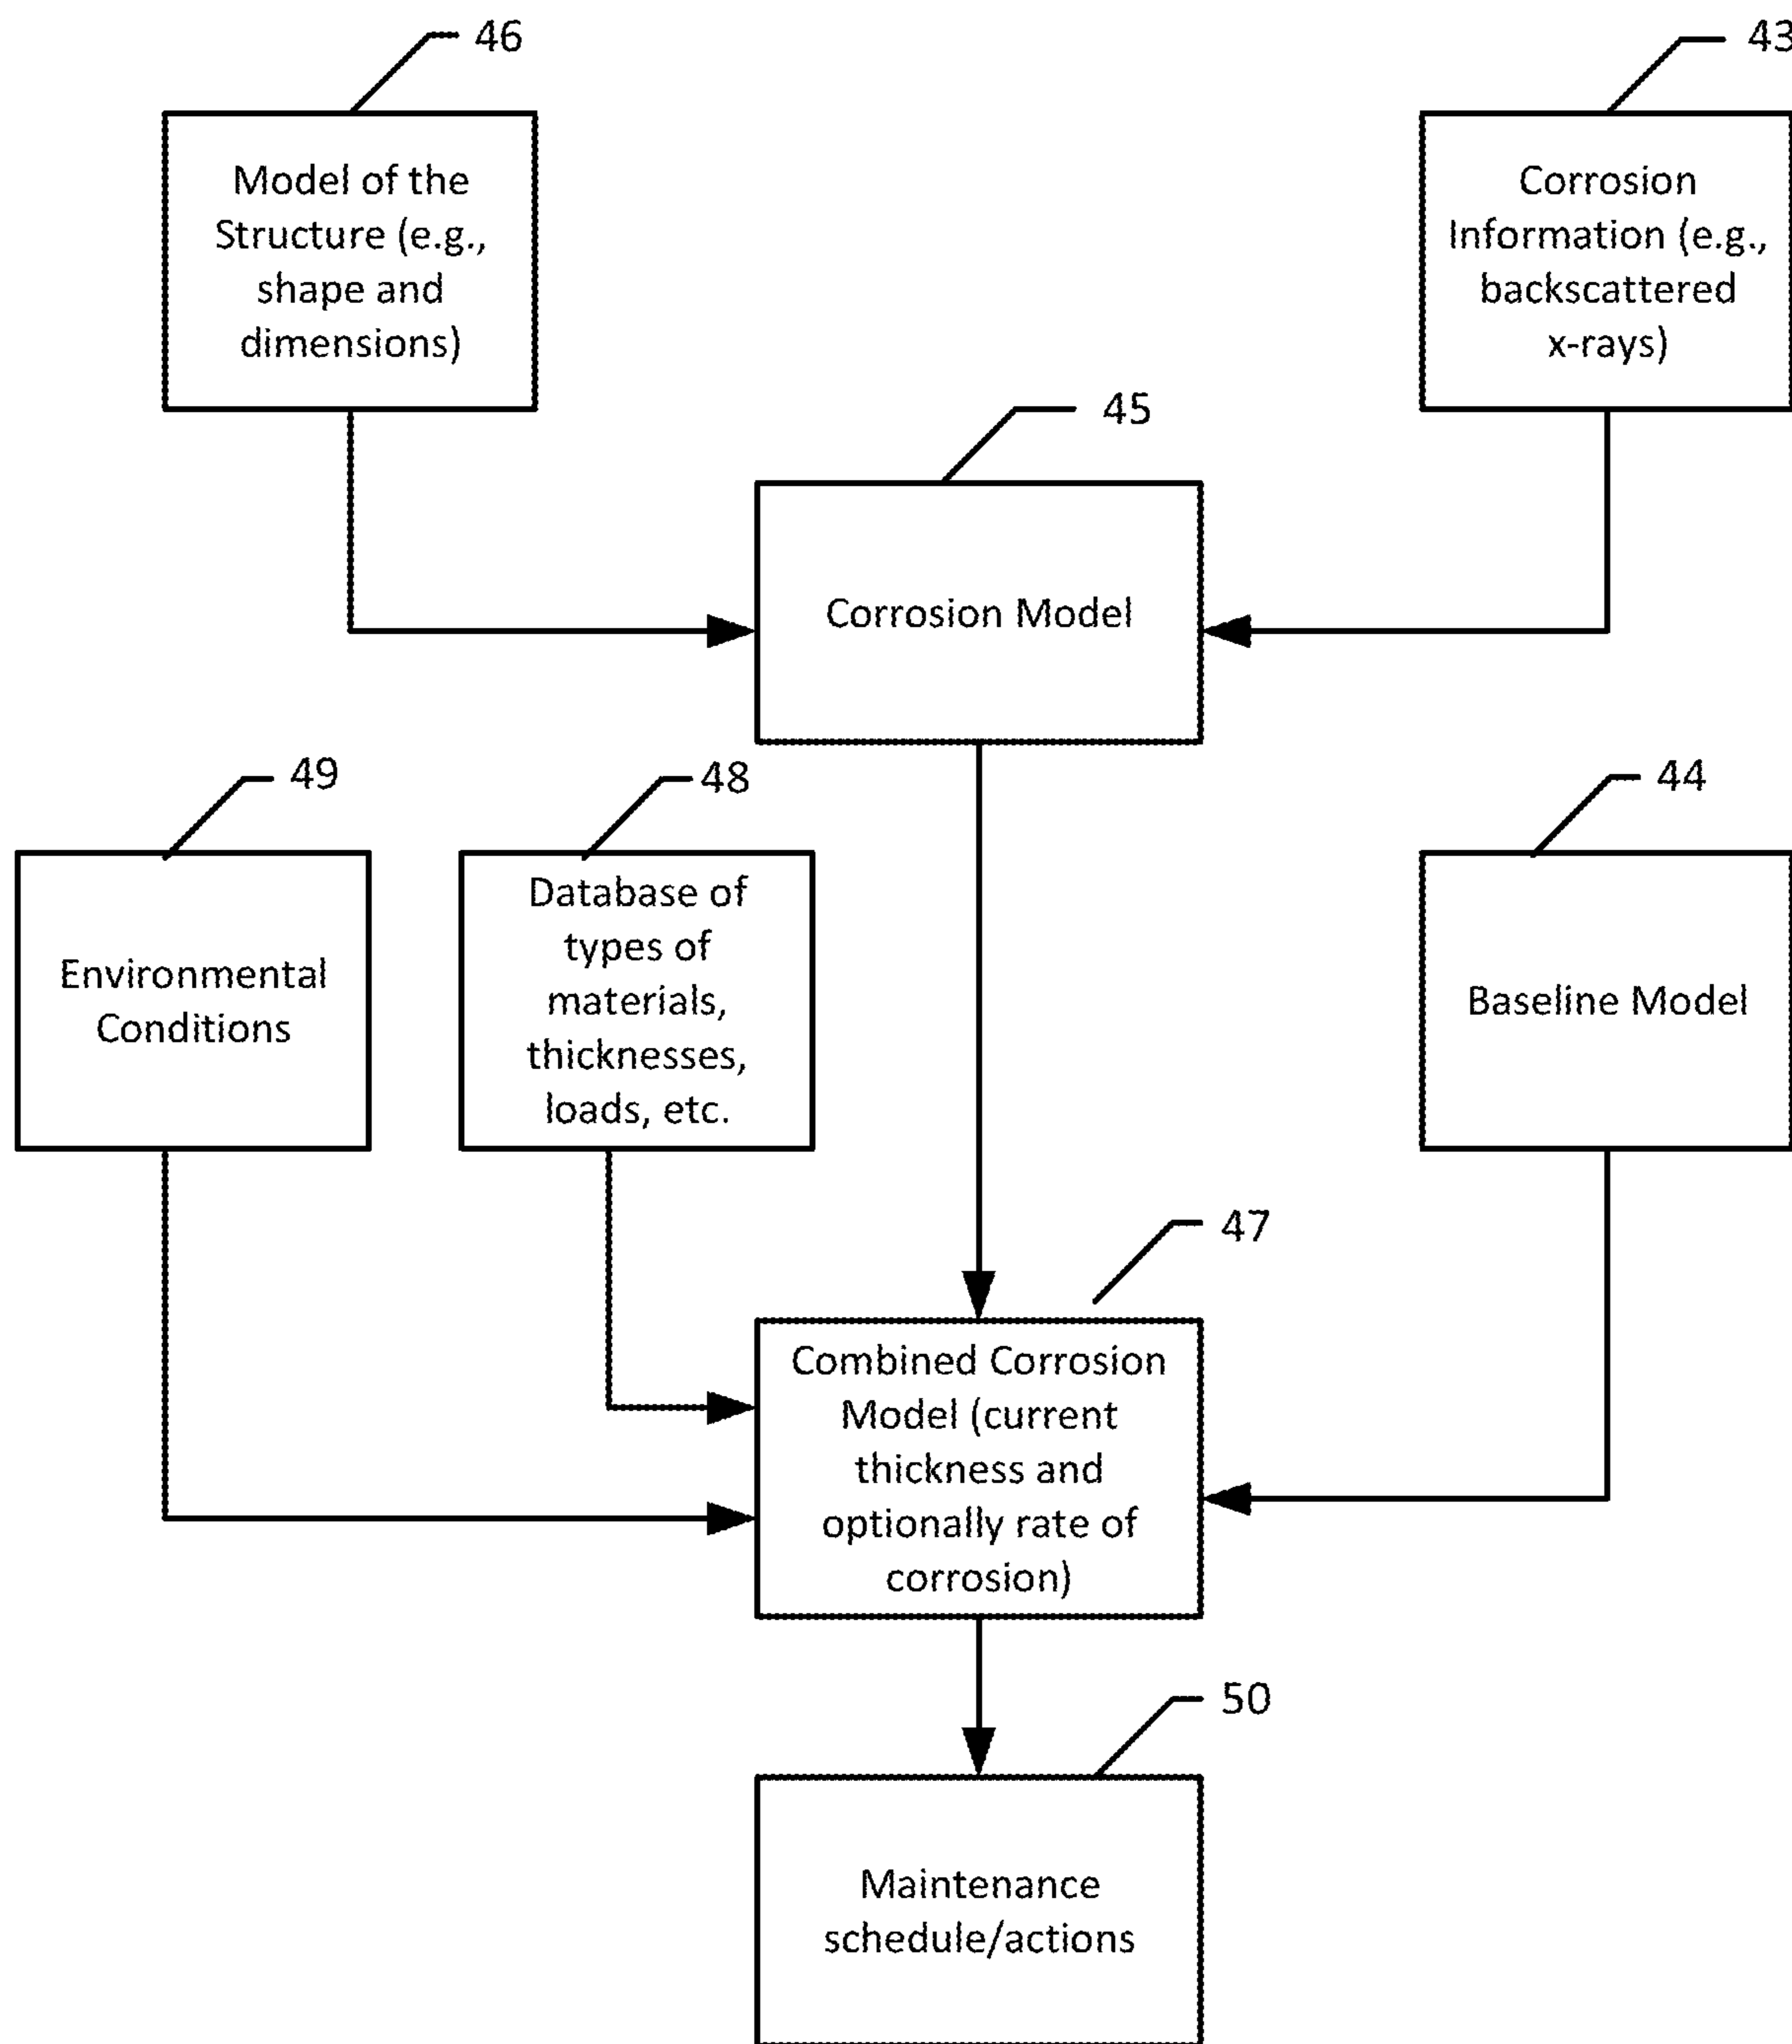 46
43
Model of the
Structure (e.g.,
shape and
dimensions)
Corrosion
Information (e.g.,
backscattered
x-rays)
45
Corrosion Model
49
48
44
Environmental
Conditions
Database of
types of
materials,
thicknesses,
loads, etc.
Baseline Model
47
Combined Corrosion
Model (current
thickness and
optionally rate of
corrosion)
50
Maintenance
schedule/actions